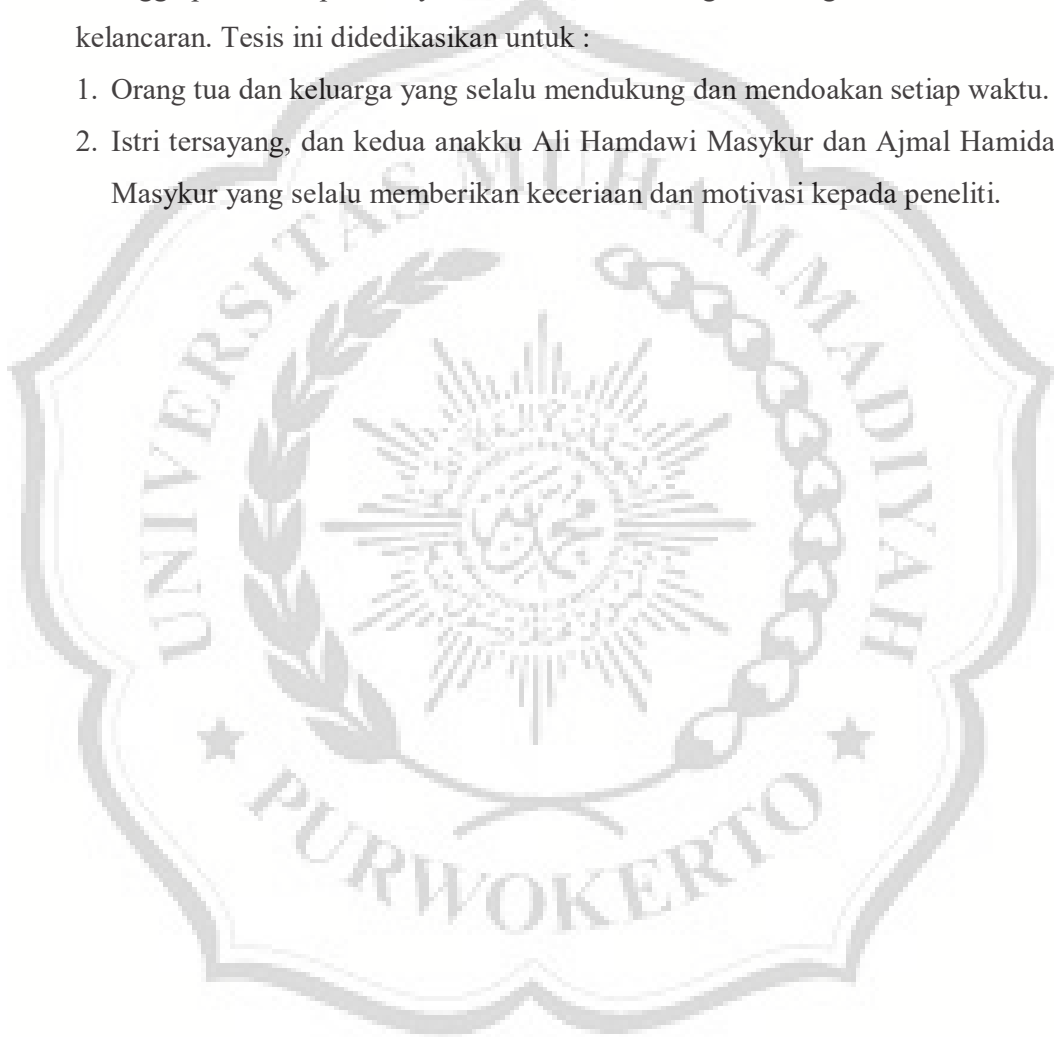 kelancaran. Tesis ini didedikasikan untuk :
1. Orang tua dan keluarga yang selalu mendukung dan mendoakan setiap waktu.
2. Istri tersayang, dan kedua anakku Ali Hamdawi Masykur dan Ajmal Hamida
Masykur yang selalu memberikan keceriaan dan motivasi kepada peneliti.
UNIVERSITAS MUHAMMADIYAH
PURWOKERTO